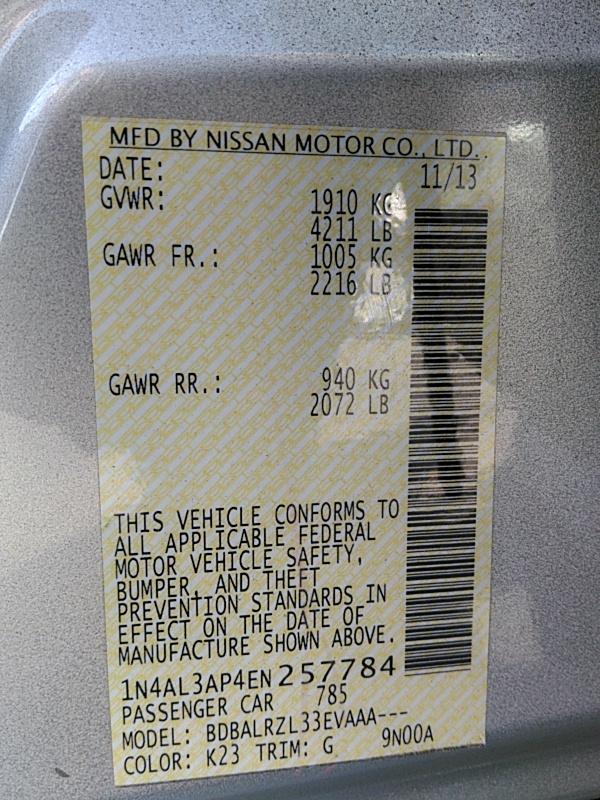 MFD BY NISSAN MOTOR CO., LTD.
DATE: 11/13
GVWR: 1910 KG
4211 LB
GAWR FR.: 1005 KG
2216 LB
GAWR RR.: 940 KG
2072 LB
THIS VEHICLE CONFORMS TO
ALL APPLICABLE FEDERAL
MOTOR VEHICLE SAFETY,
BUMPER, AND THEFT
PREVENTION STANDARDS IN
EFFECT ON THE DATE OF
MANUFACTURE SHOWN ABOVE.
1N4AL3AP4EN257784
PASSENGER CAR 785
MODEL: BDBALRZL33EVAAA---
COLOR: K23 TRIM: G 9N00A